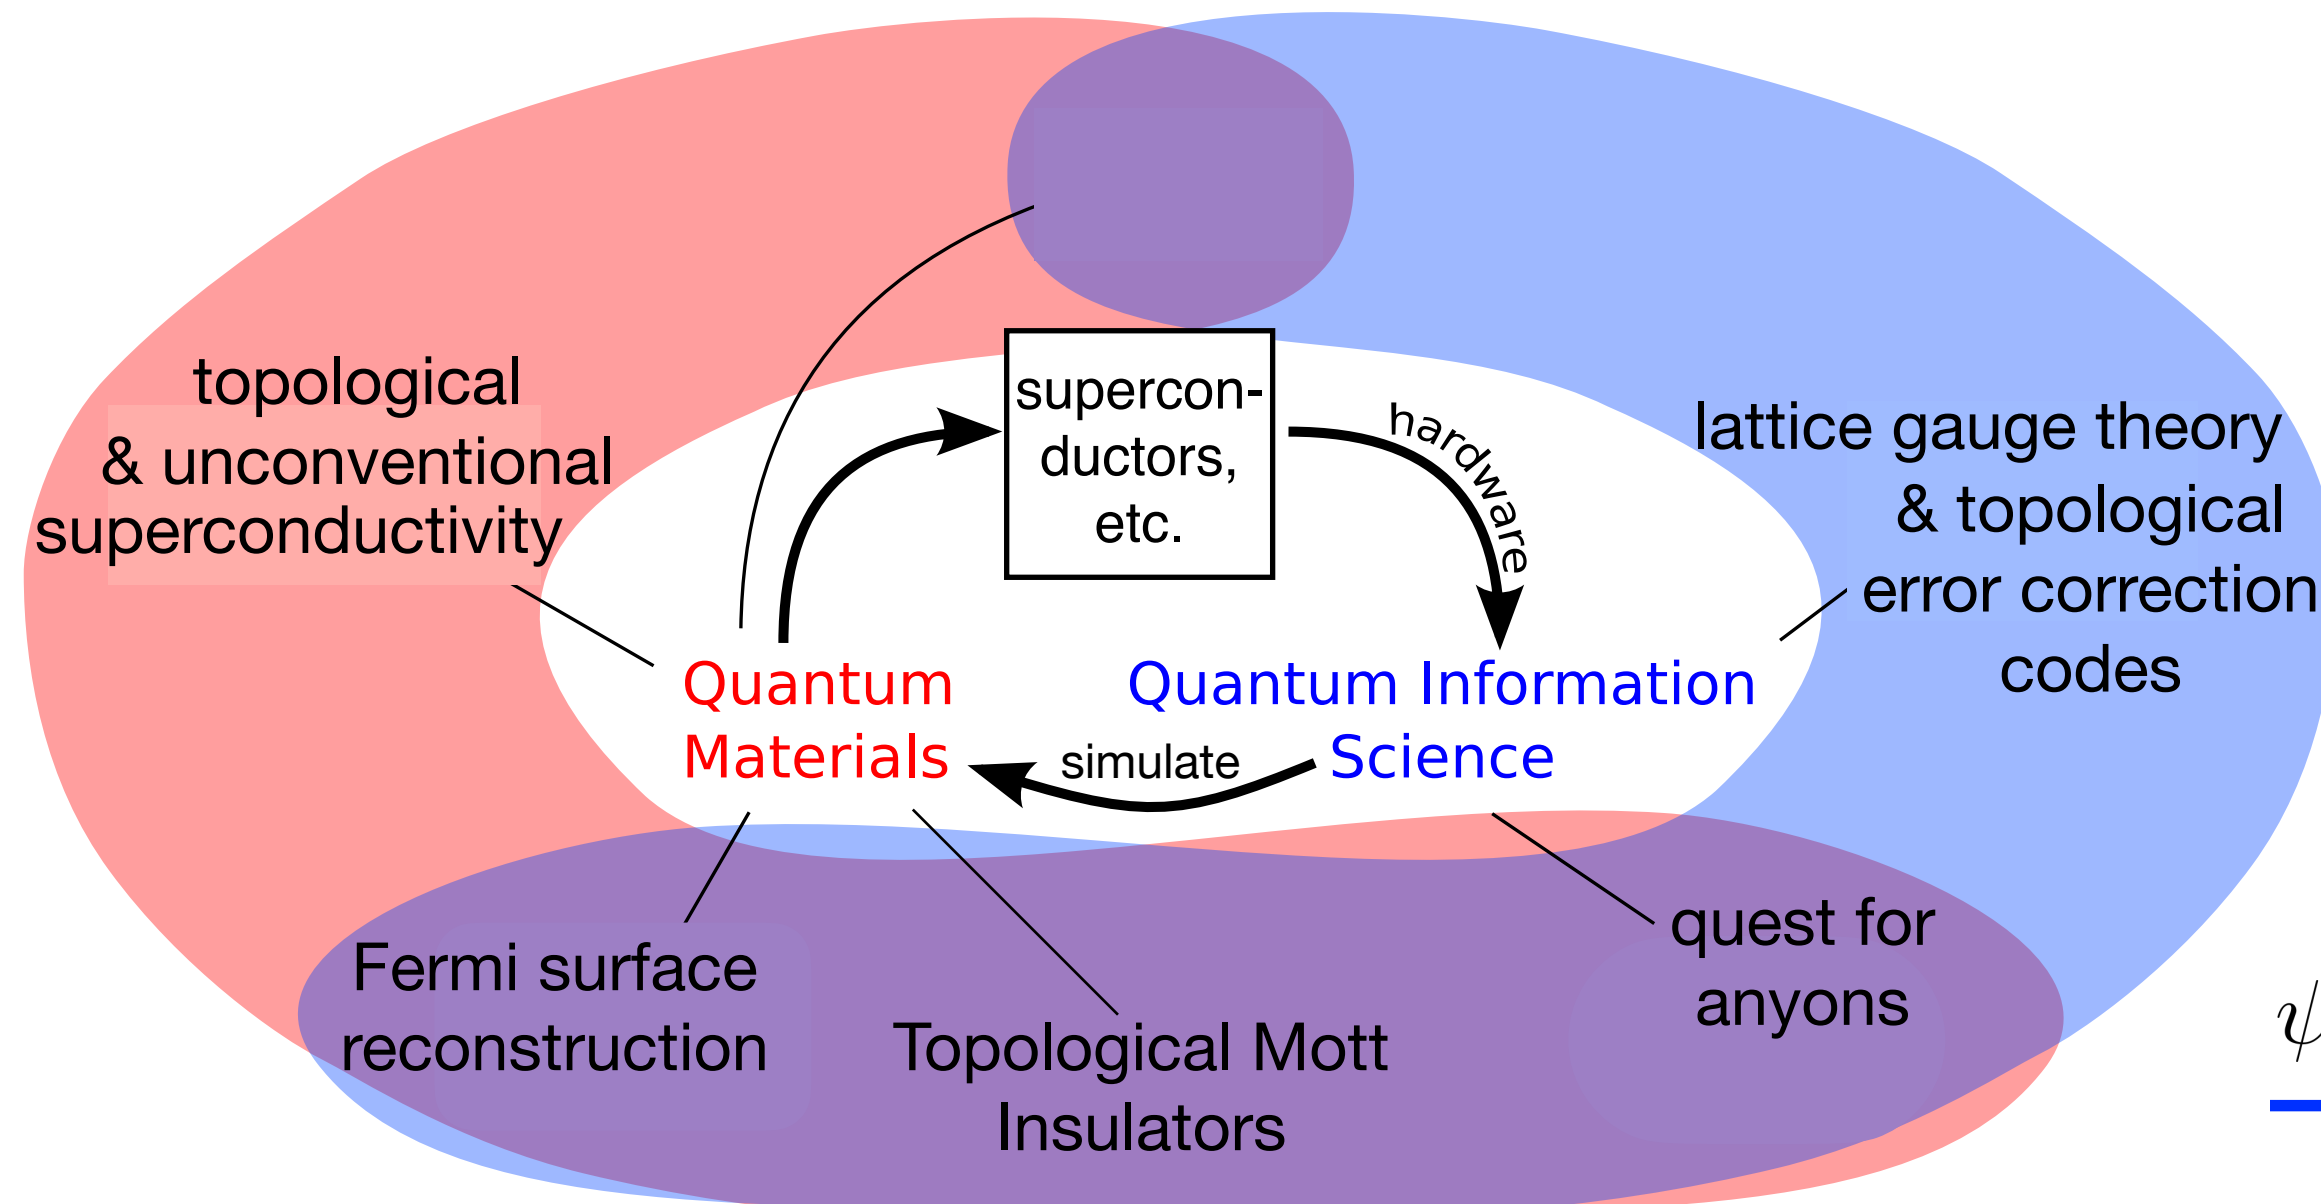 topological
& unconventional
superconductivity
supercon-
ductors,
etc.
hardware
lattice gauge theory
& topological
error correction
codes
Quantum
Materials
Quantum Information
Science
simulate
Fermi surface
reconstruction
Topological Mott
Insulators
quest for
anyons
ψ